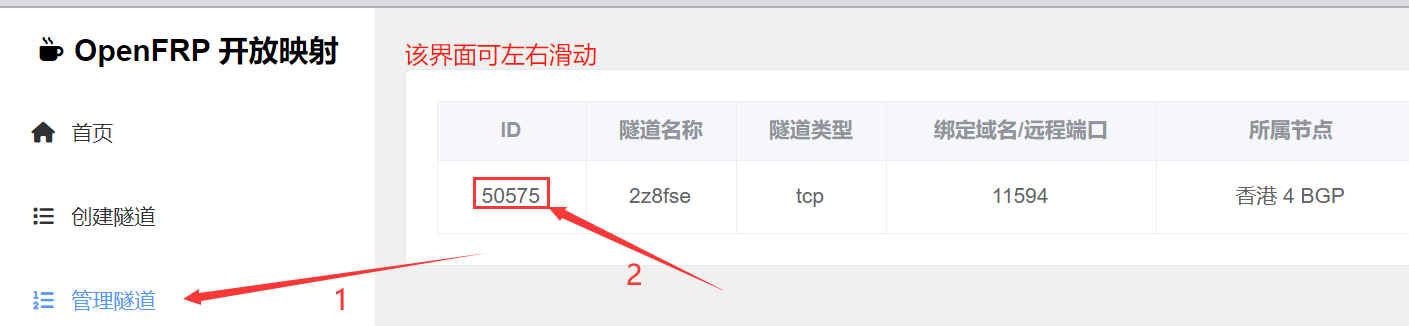 OpenFRP 开放映射
首页
创建隧道
管理隧道
1
该界面可左右滑动
ID 隧道名称 隧道类型 绑定域名/远程端口 所属节点
50575 2z8fse tcp 11594 香港 4 BGP
2